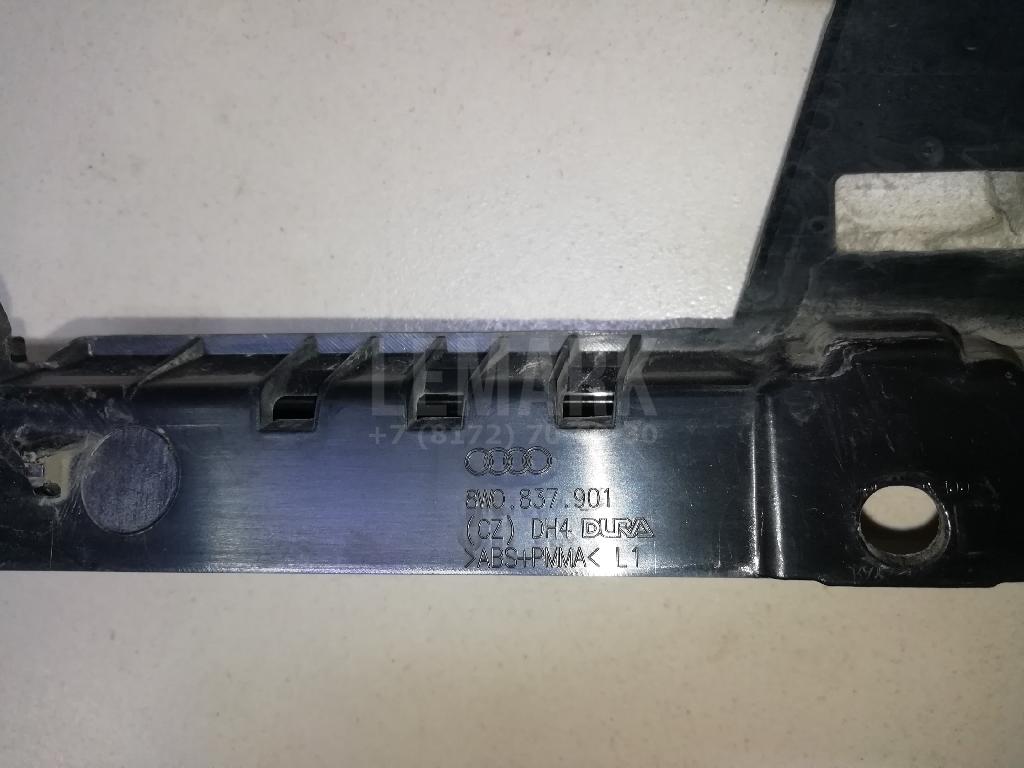 LEMARK
8W0.837.901
(CZ) DH4 DURA
>ABS+PMMA< L1